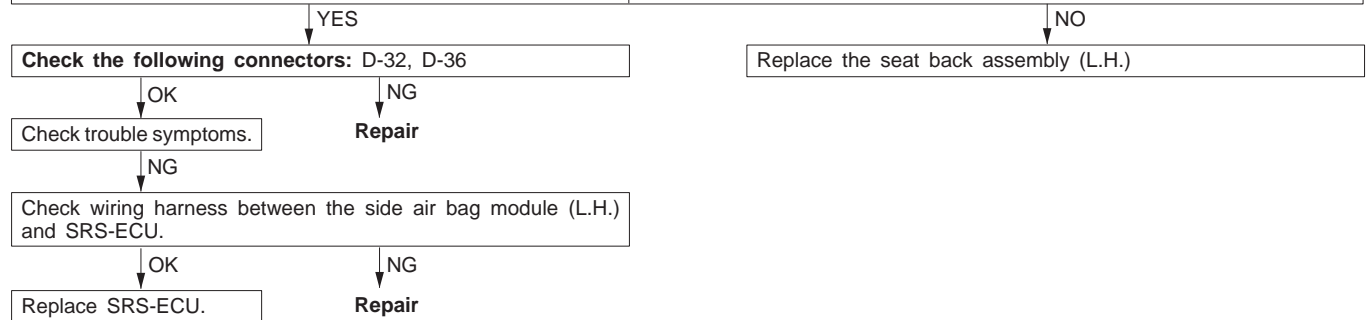 YES
NO
Check the following connectors: D-32, D-36
Replace the seat back assembly (L.H.)
OK
NG
Check trouble symptoms.
Repair
NG
Check wiring harness between the side air bag module (L.H.)
and SRS-ECU.
OK
NG
Replace SRS-ECU.
Repair